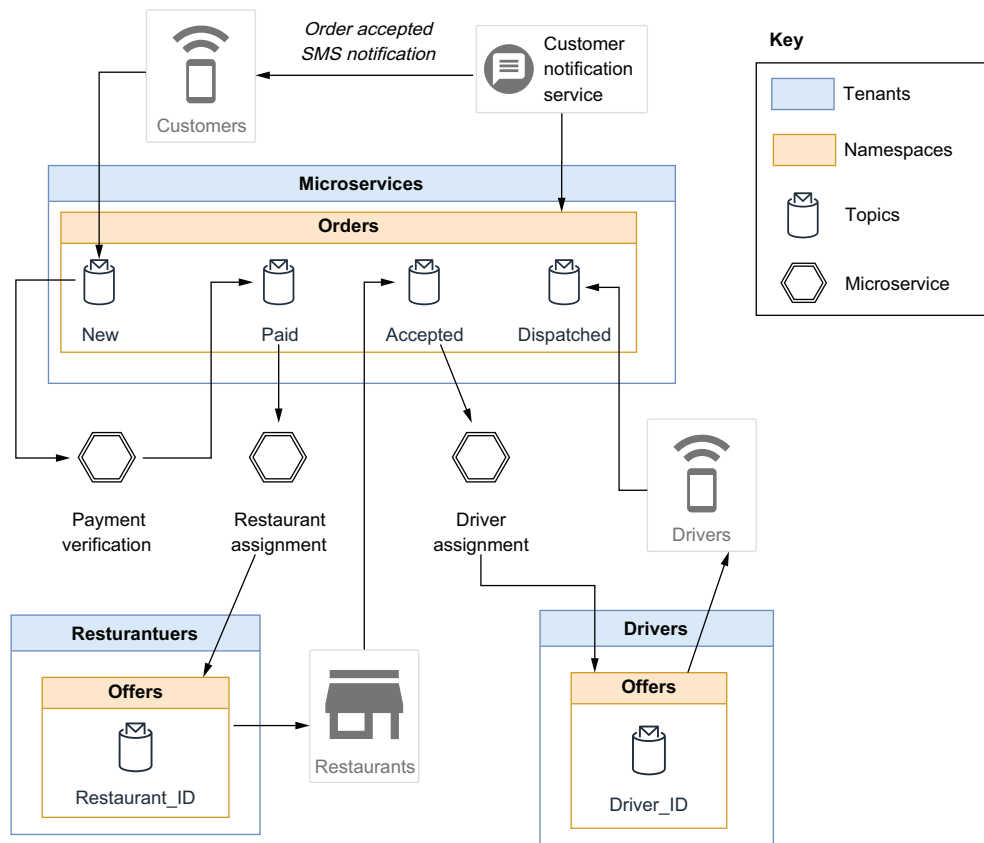 Order accepted
SMS notification
Customer
notification
service
Customers
Key
Tenants
Namespaces
Topics
Microservice
Microservices
Orders
New
Paid
Accepted
Dispatched
Payment
verification
Restaurant
assignment
Driver
assignment
Drivers
Resturantuers
Offers
Restaurant_ID
Restaurants
Drivers
Offers
Driver_ID